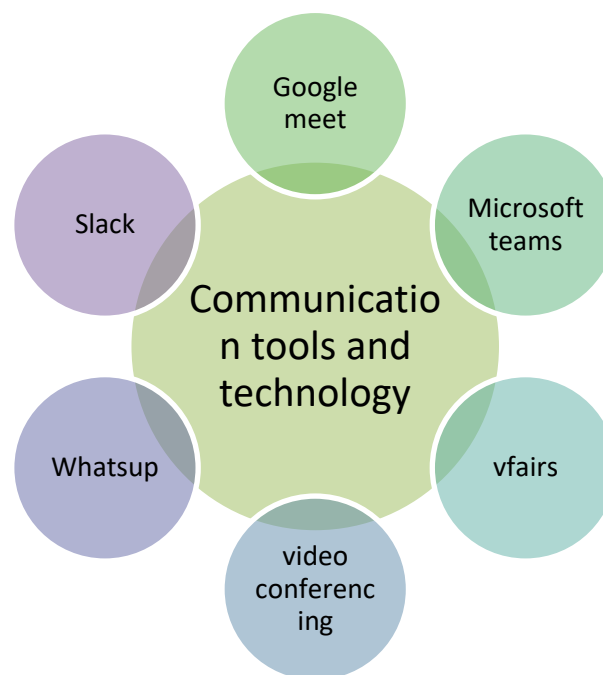 Google
meet
Microsoft
teams
vfairs
video
conferenc
ing
Whatsup
Slack
Communicatio
n tools and
technology